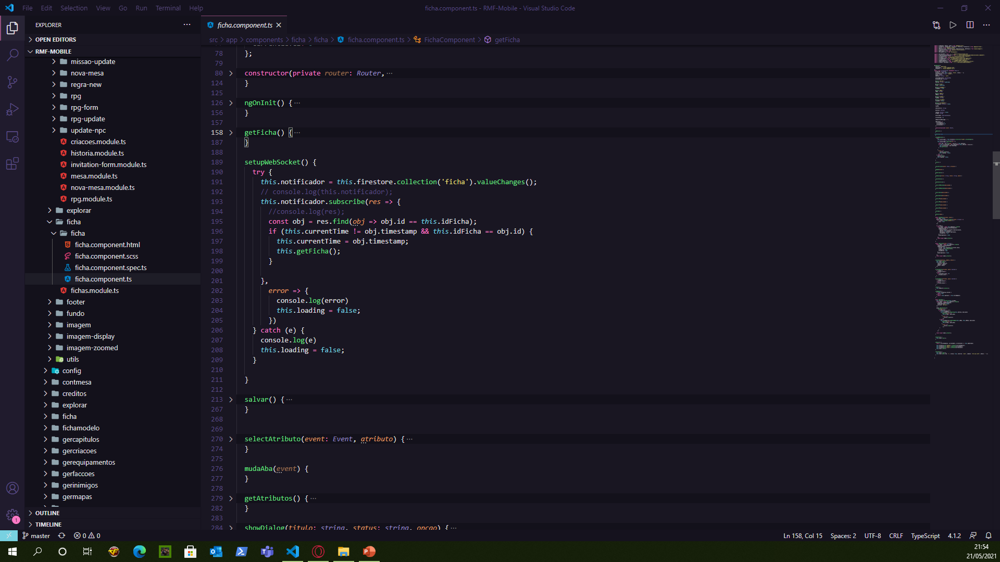 File Edit Selection View Go Run Terminal Help
ficha.component.ts - RMF-Mobile - Visual Studio Code
EXPLORER
OPEN EDITORS
RMF-MOBILE
missao-update
nova-mesa
regra-new
rpg
rpg-form
rpg-update
update-npc
criacoes.module.ts
historia.module.ts
invitation-form.module.ts
mesa.module.ts
nova-mesa.module.ts
rpg.module.ts
explorar
ficha
ficha
ficha.component.html
ficha.component.scss
ficha.component.spec.ts
ficha.component.ts
fichas.module.ts
footer
fundo
imagem
imagem-display
imagem-zoomed
utils
config
contmesa
creditos
explorar
ficha
fichamodelo
gercapitulos
gercriacoes
gerequipamentos
gerfaccoes
gerinimigos
germapas
OUTLINE
TIMELINE
ficha.component.ts
src > app > components > ficha > ficha > ficha.component.ts > FichaComponent > getFicha
78 };
79
80 constructor(private router: Router, ···
124 }
125
126 ngOnInit() { ···
156 }
157
158 getFicha() { ···
187 }
188
189 setupWebSocket() {
190 try {
191 this.notificador = this.firestore.collection('ficha').valueChanges();
192 // console.log(this.notificador);
193 this.notificador.subscribe(res => {
194 //console.log(res);
195 const obj = res.find(obj => obj.id == this.idFicha);
196 if (this.currentTime != obj.timestamp && this.idFicha == obj.id) {
197 this.currentTime = obj.timestamp;
198 this.getFicha();
199 }
200
201 },
202 error => {
203 console.log(error)
204 this.loading = false;
205 })
206 } catch (e) {
207 console.log(e)
208 this.loading = false;
209 }
210
211 }
212
213 salvar() { ···
267 }
268
269
270 selectAtributo(event: Event, atributo) { ···
274 }
275
276 mudaAba(event) {
277 }
278
279 getAtributos() { ···
282 }
283
284 showDialog(titulo: string, status: string, opcao) { ···
1
master 0 0
Ln 158, Col 15 Spaces: 2 UTF-8 CRLF TypeScript 4.1.2
21:54
21/05/2021